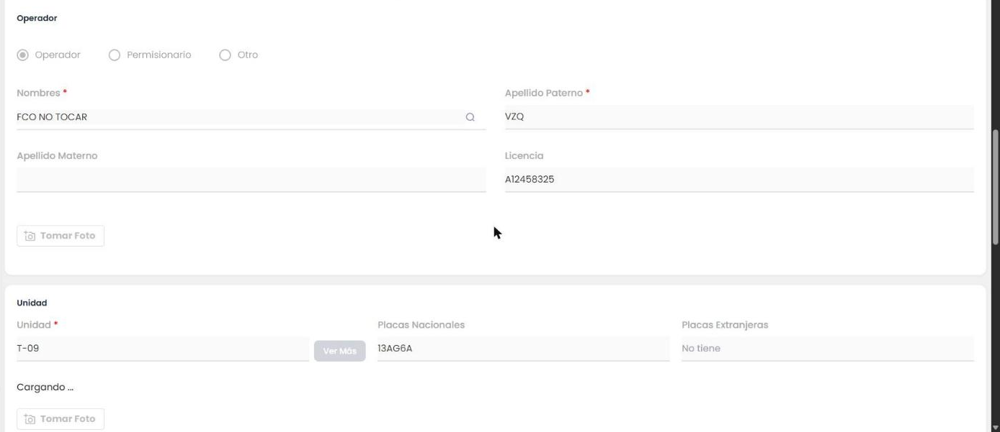 Operador
Operador Permisionario Otro
Nombres * Apellido Paterno *
FCO NO TOCAR VZQ
Apellido Materno Licencia
A12458325
Tomar Foto
Unidad
Unidad * Placas Nacionales Placas Extranjeras
T-09 Ver Más 13AG6A No tiene
Cargando ...
Tomar Foto